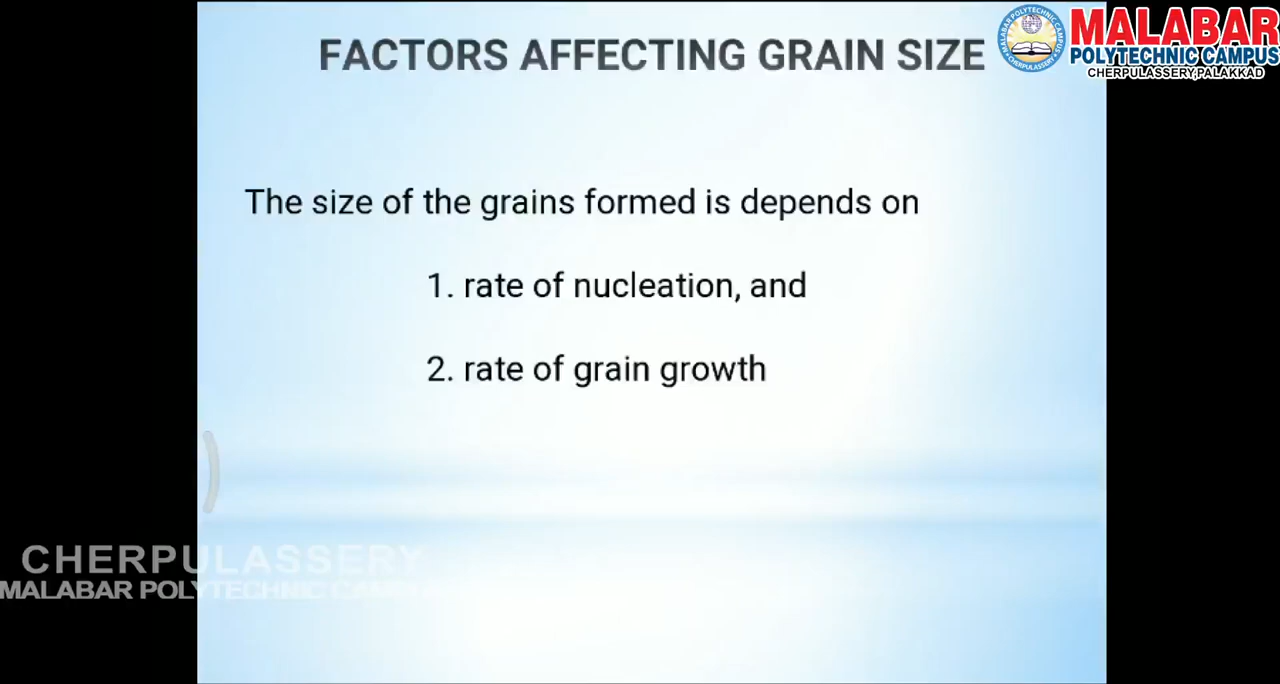 FACTORS AFFECTING GRAIN SIZE
MALABAR
POLYTECHNIC CAMPUS
CHERPULASSERY,PALAKKAD
The size of the grains formed is depends on
1. rate of nucleation, and
2. rate of grain growth
CHERPULASSERY
MALABAR POLYTECHNIC CAMPUS